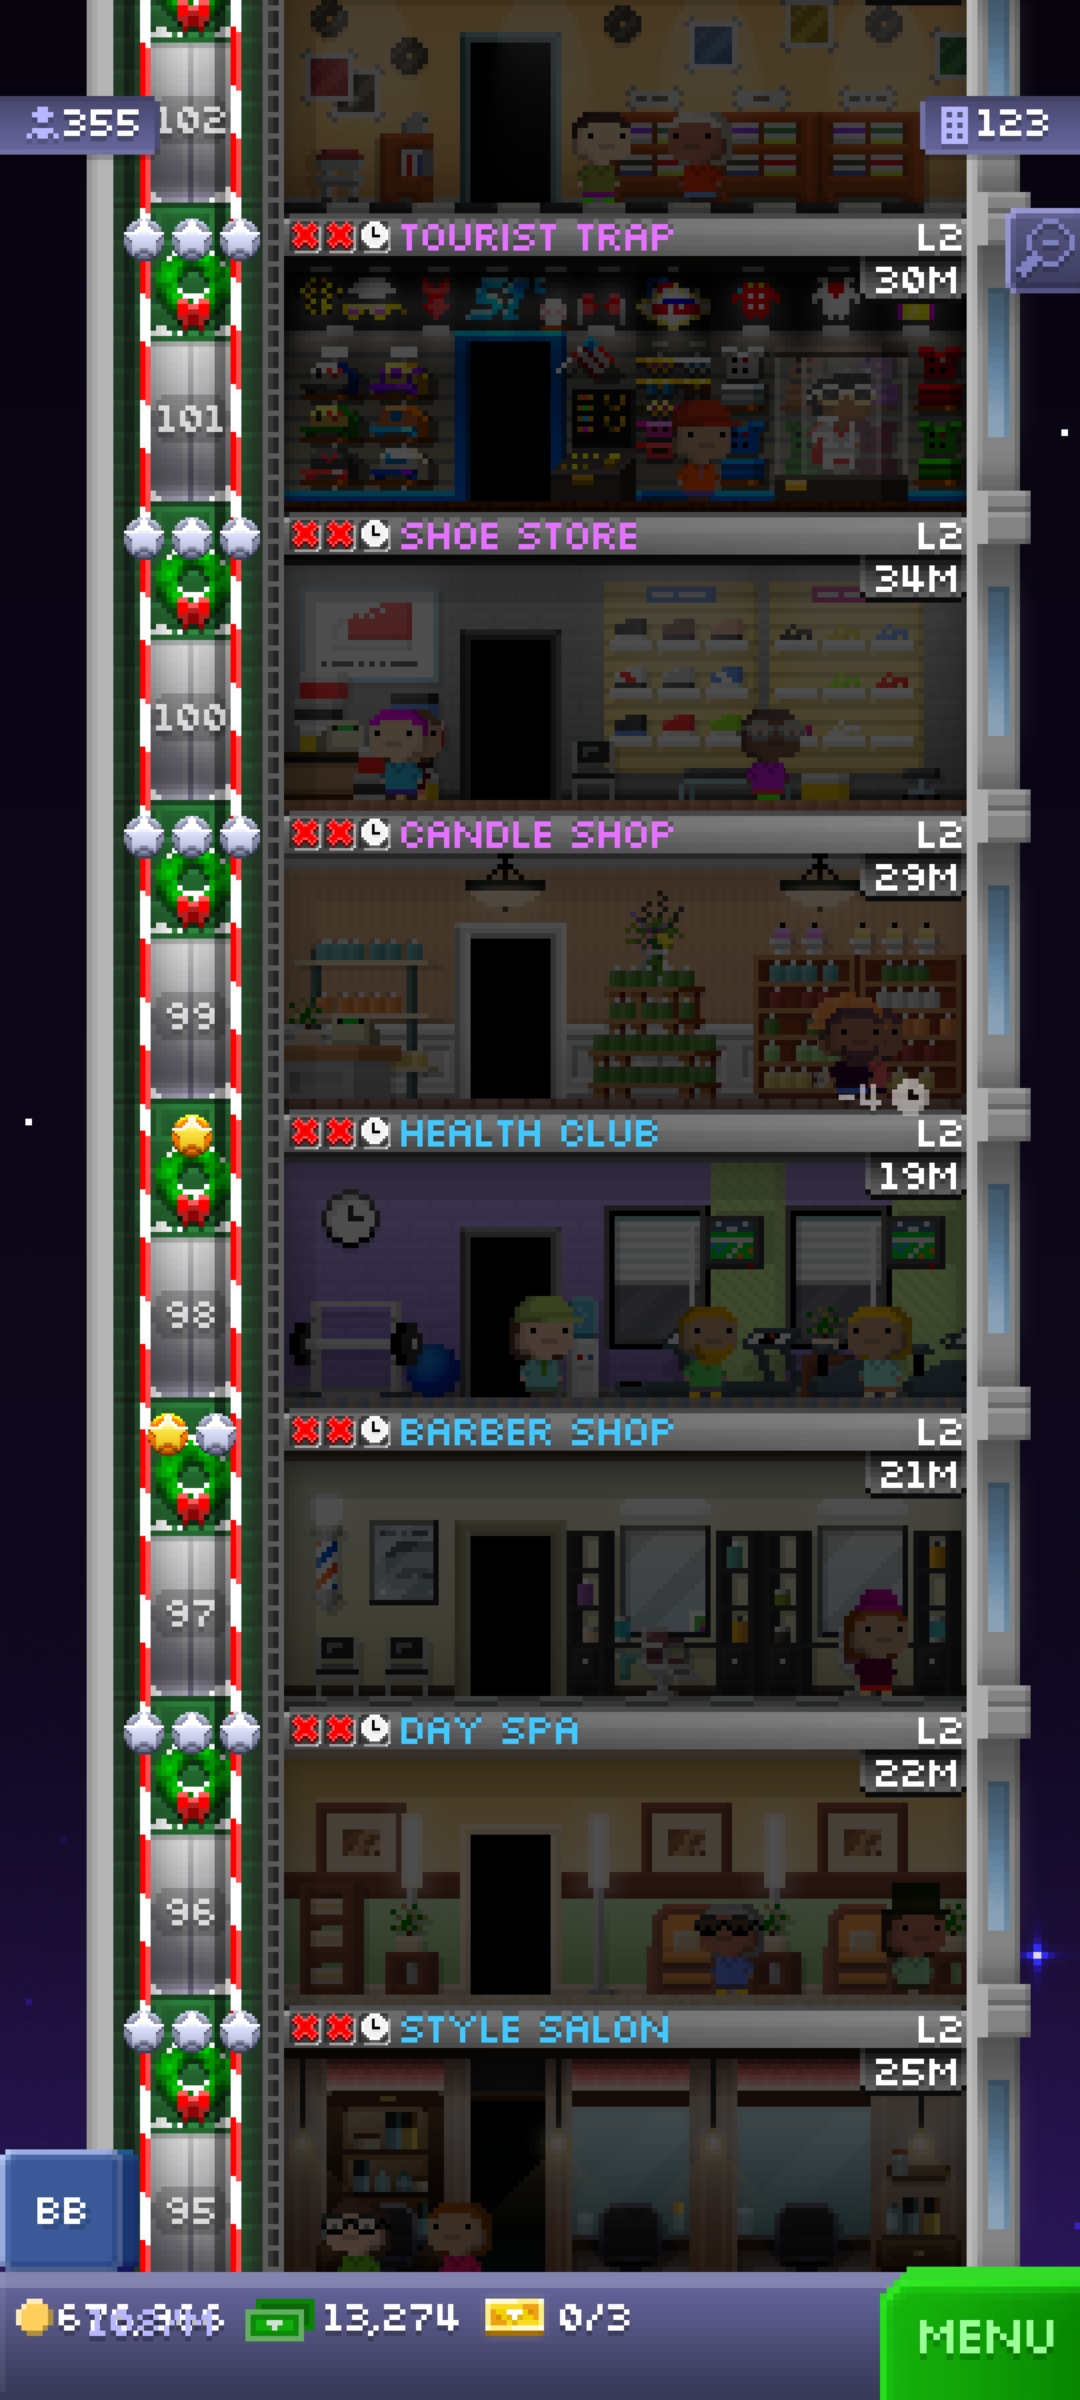 102
355
123
TOURIST TRAP L2
30M
101
SHOE STORE L2
34M
100
CANDLE SHOP L2
29M
99
-4
HEALTH CLUB L2
19M
98
BARBER SHOP L2
21M
97
DAY SPA L2
22M
96
STYLE SALON L2
25M
95
BB
13,274
0/3
MENU